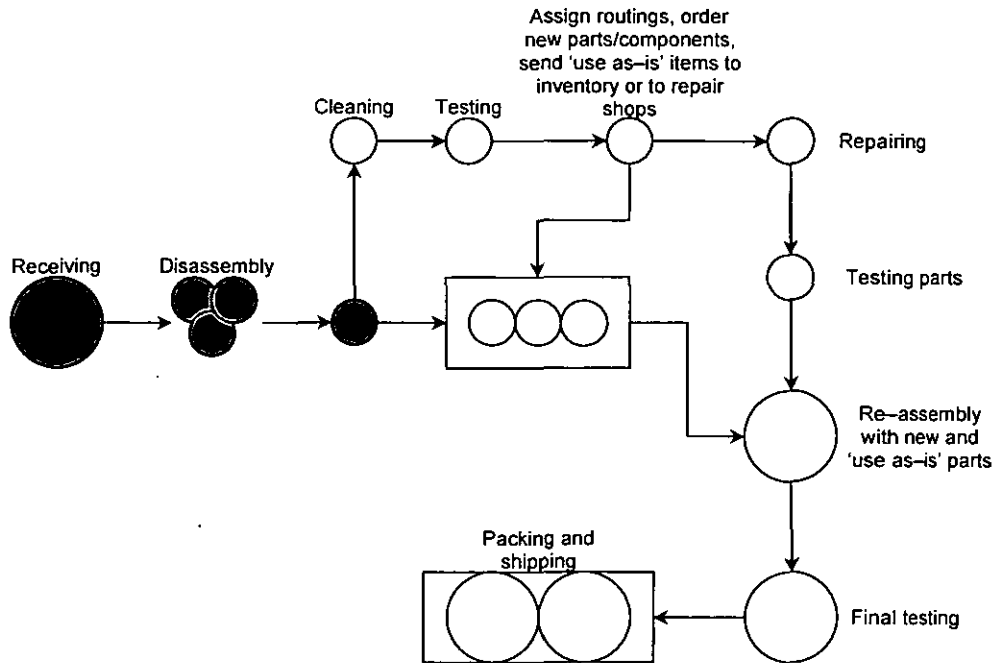 Assign routings, order
new parts/components,
send 'use as–is' items to
inventory or to repair
shops
Cleaning
Testing
Repairing
Receiving
Disassembly
Testing parts
Re–assembly
with new and
'use as–is' parts
Packing and
shipping
Final testing